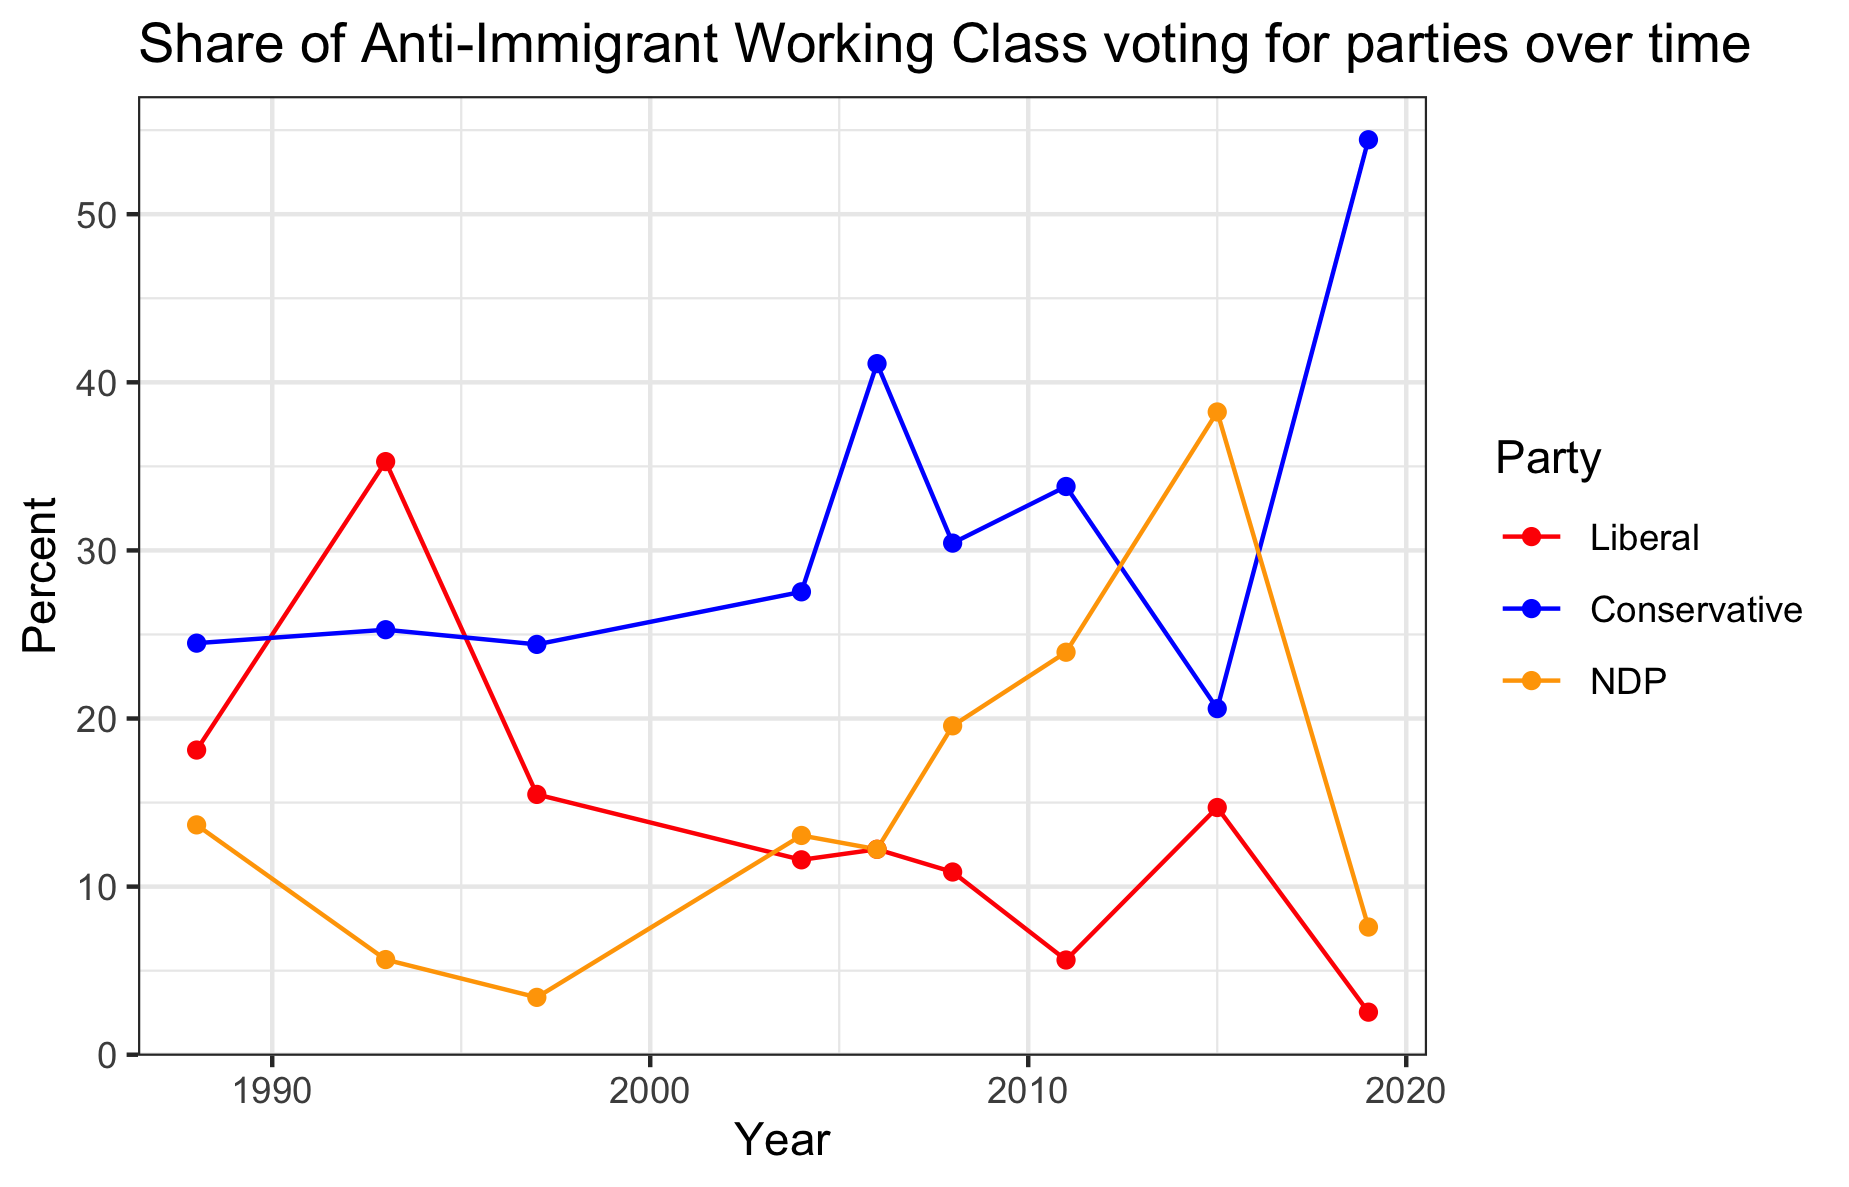 Share of Anti-Immigrant Working Class voting for parties over time
50
40
30
20
10
0
Percent
1990 2000 2010 2020
Year
Party
Liberal
Conservative
NDP